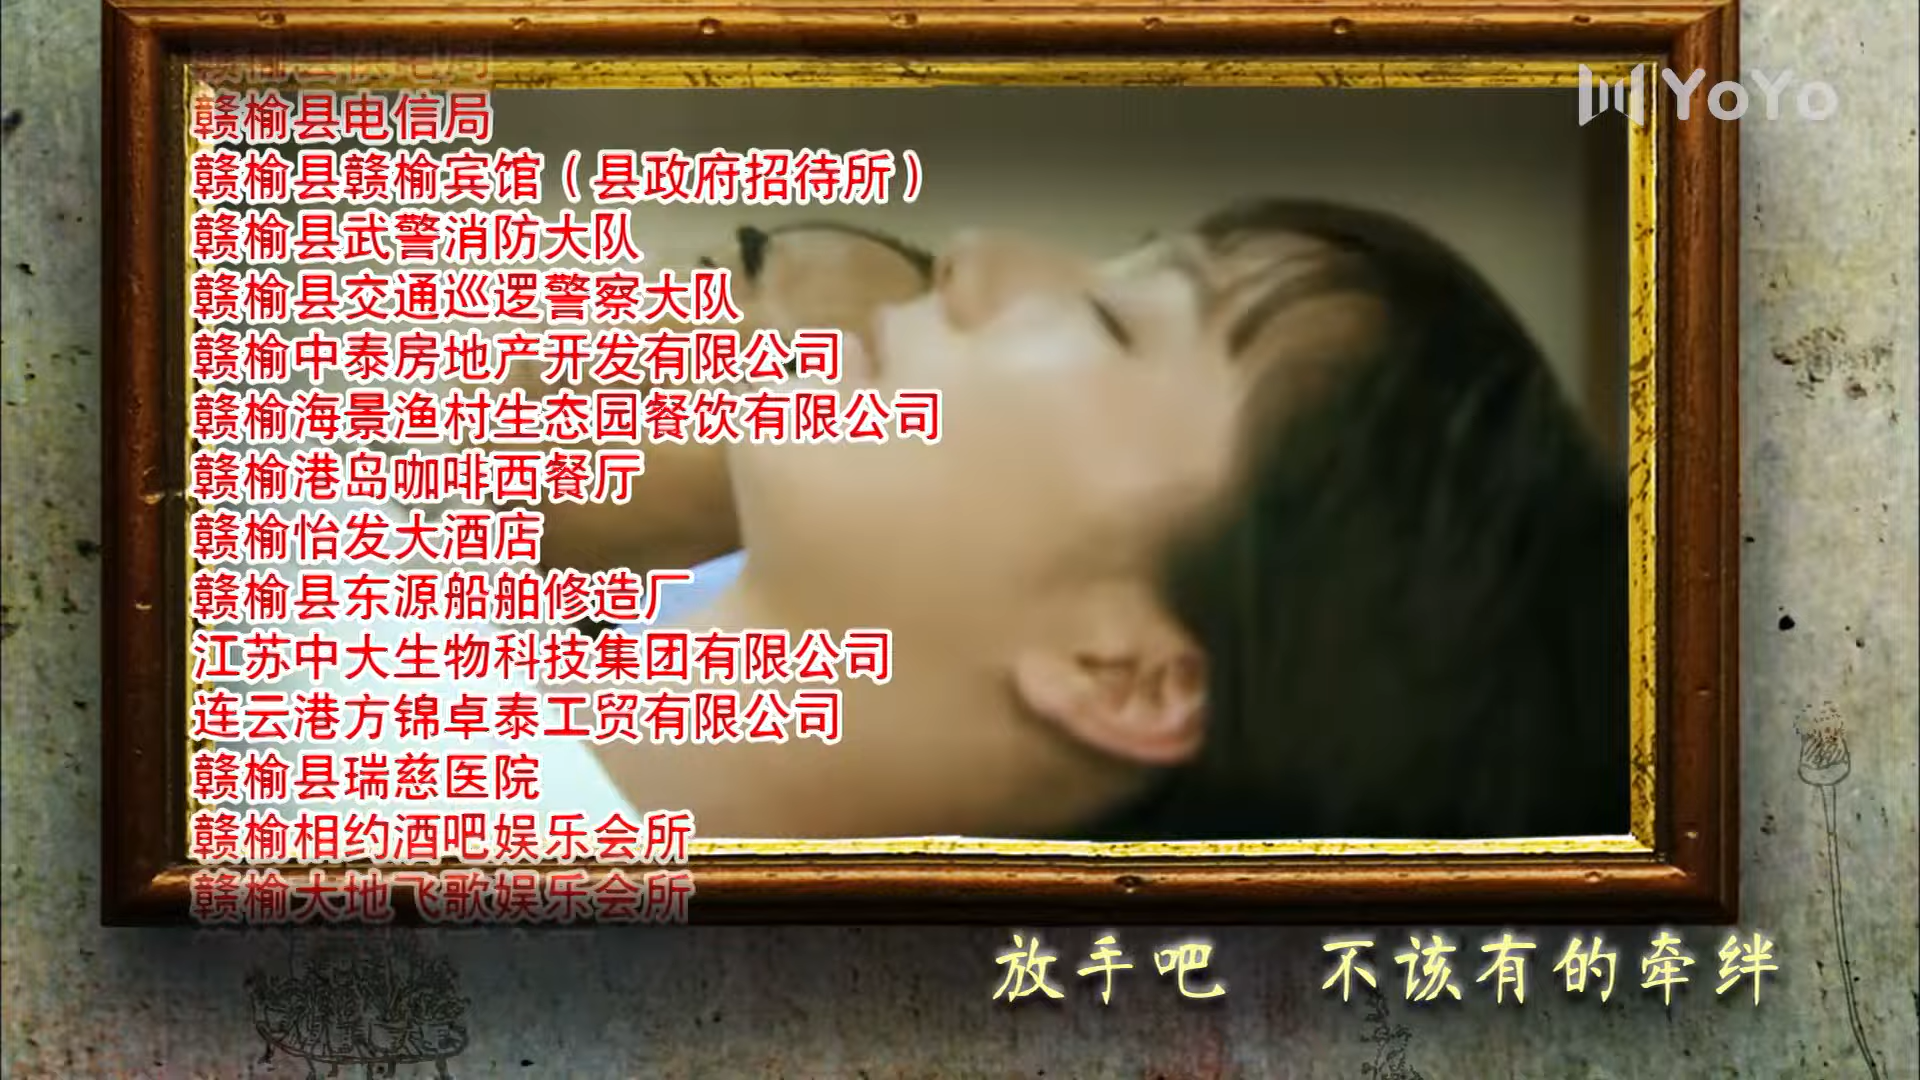 赣榆县供电局
赣榆县电信局
赣榆县赣榆宾馆（县政府招待所）
赣榆县武警消防大队
赣榆县交通巡逻警察大队
赣榆中泰房地产开发有限公司
赣榆海景渔村生态园餐饮有限公司
赣榆港岛咖啡西餐厅
赣榆怡发大酒店
赣榆县东源船舶修造厂
江苏中大生物科技集团有限公司
连云港方锦卓泰工贸有限公司
赣榆县瑞慈医院
赣榆相约酒吧娱乐会所
赣榆大地飞歌娱乐会所
放手吧 不该有的牵绊
YoYo